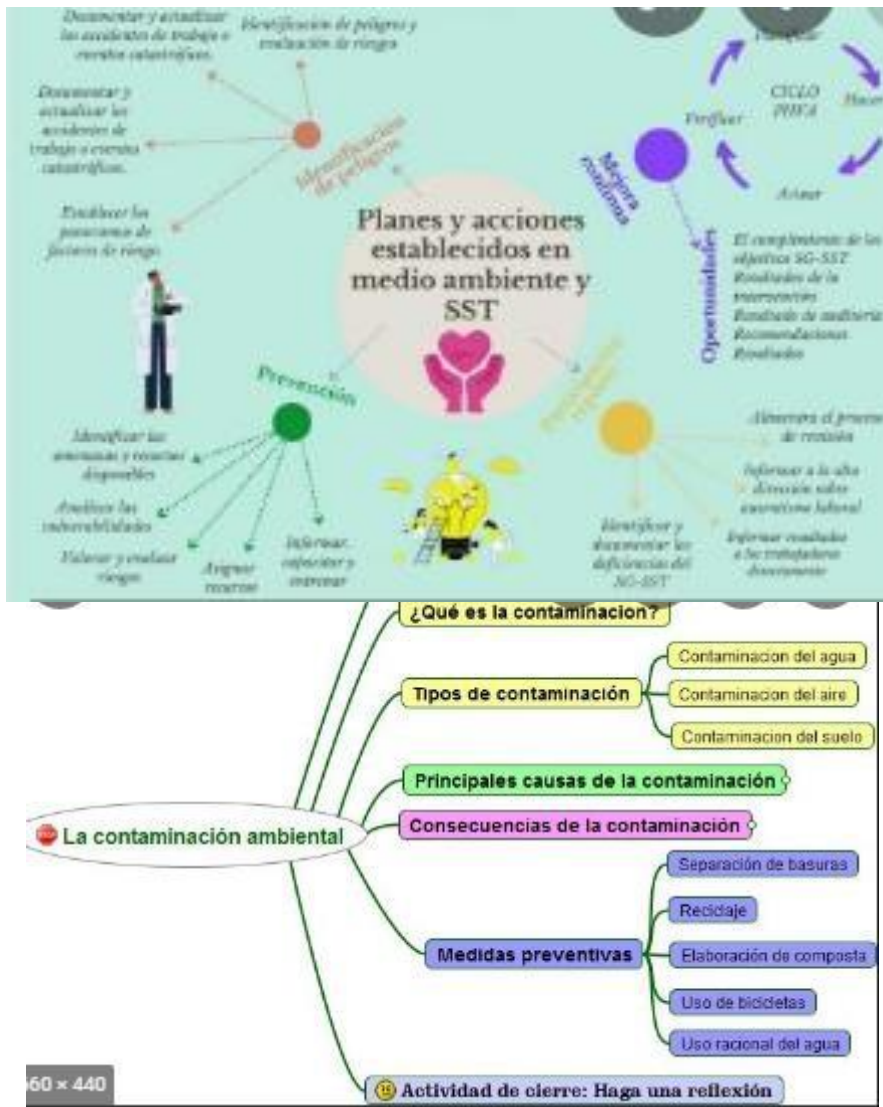 Documentar y actualizar
los accidentes de trabajo o
eventos catastróficos.
Identificación de peligros y
evaluación de riesgos
Documentar y
actualizar los
accidentes de
trabajo o eventos
catastróficos.
Establecer los
panoramas de
factores de riesgo
Identificación
de peligros
Planes y acciones
establecidos en
medio ambiente y
SST
Mejora
continua
Planificar
Hacer
Actuar
Verificar
CICLO
PHVA
Oportunidades
El cumplimiento de los
objetivos SG-SST
Resultados de la
Resultado de auditoria
Recomendaciones
Resultados
Prevención
Identificar las
amenazas y recursos
disponibles
Analizar las
vulnerabilidades
Valorar y evaluar
riesgos
Asignar
recursos
Informar,
capacitar y
entrenar
Identificar y
documentar las
deficiencias del
SG-SST
el proceso
de revisión
Informar a la alta
dirección sobre
ausentismo laboral
Informar resultados
a los trabajadores
directamente
¿Qué es la contaminacion?
Tipos de contaminación
Contaminacion del agua
Contaminacion del aire
Contaminacion del suelo
Principales causas de la contaminación
La contaminación ambiental
Consecuencias de la contaminación
Medidas preventivas
Separación de basuras
Reciclaje
Elaboración de composta
Uso de bicicletas
Uso racional del agua
Actividad de cierre: Haga una reflexión
60 × 440